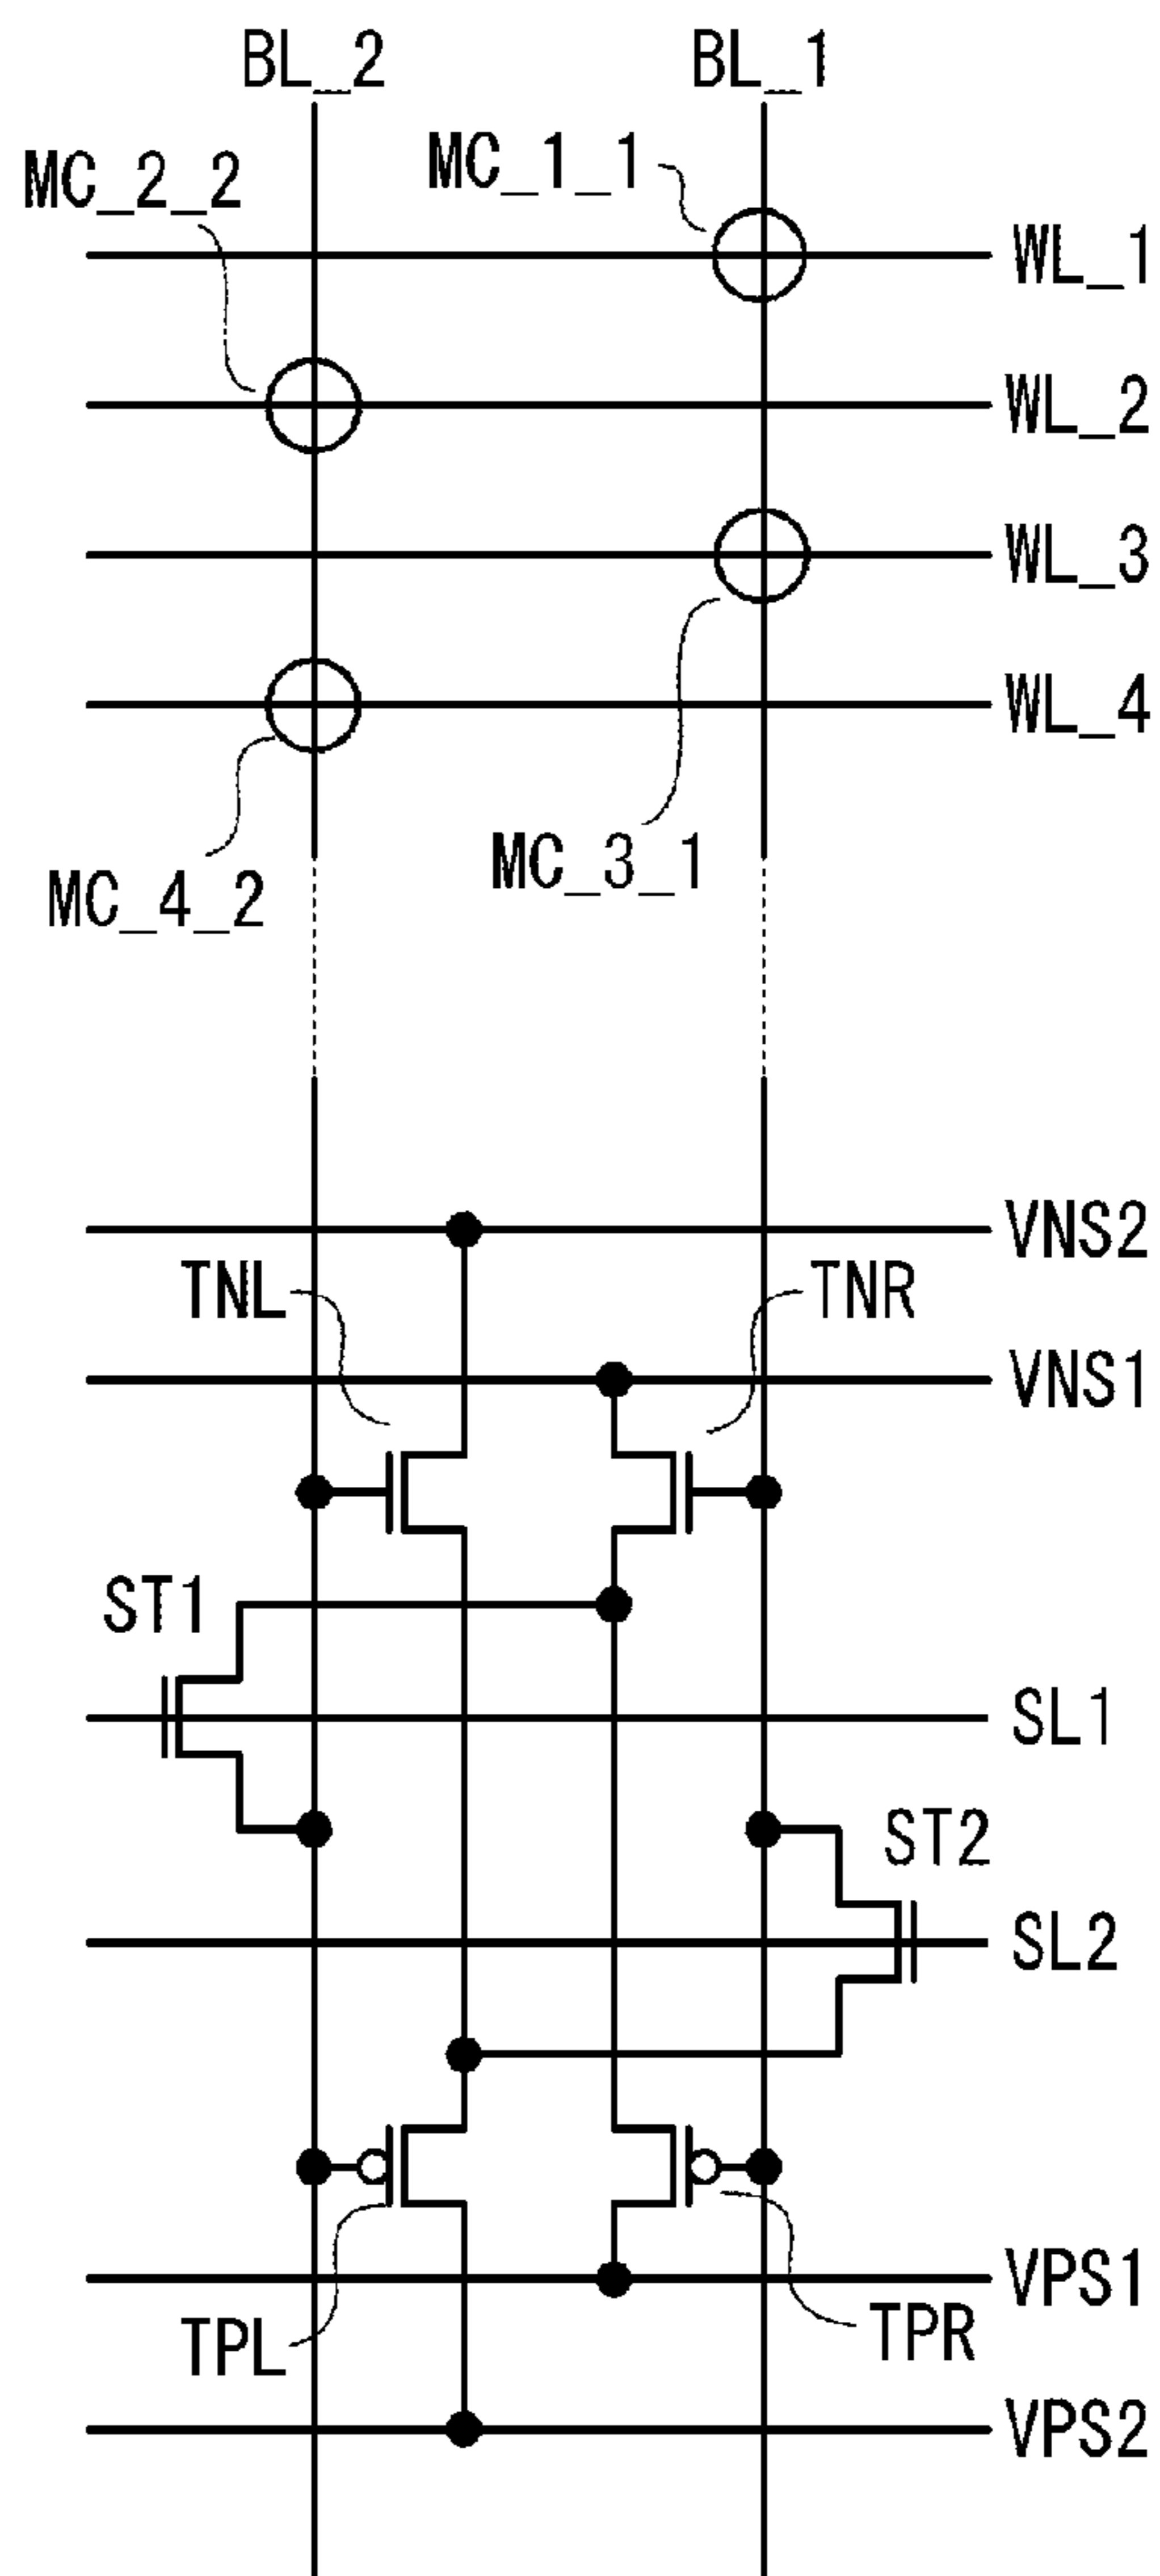 BL_2
BL_1
MC_2_2
MC_1_1
WL_1
WL_2
WL_3
WL_4
MC_3_1
MC_4_2
VNS2
TNL
TNR
VNS1
ST1
SL1
ST2
SL2
VPS1
TPL
TPR
VPS2